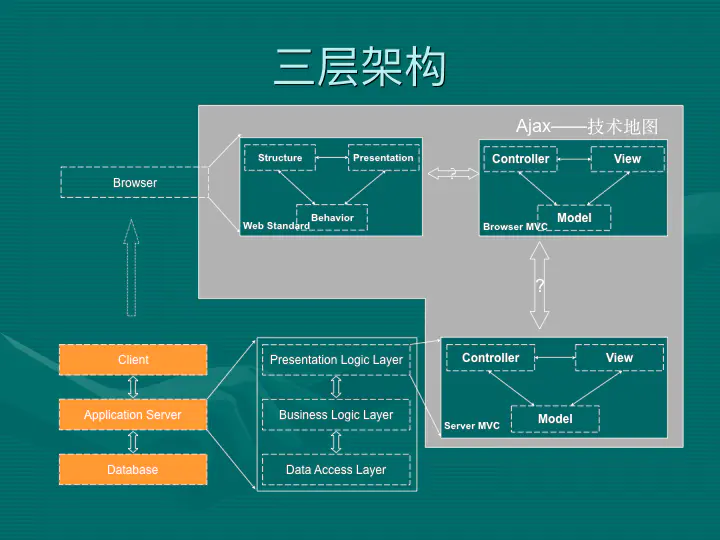 三层架构
Ajax——技术地图
Structure
Presentation
Behavior
Web Standard
?
Controller
View
Model
Browser MVC
Browser
?
Client
Application Server
Database
Presentation Logic Layer
Business Logic Layer
Data Access Layer
Controller
View
Model
Server MVC